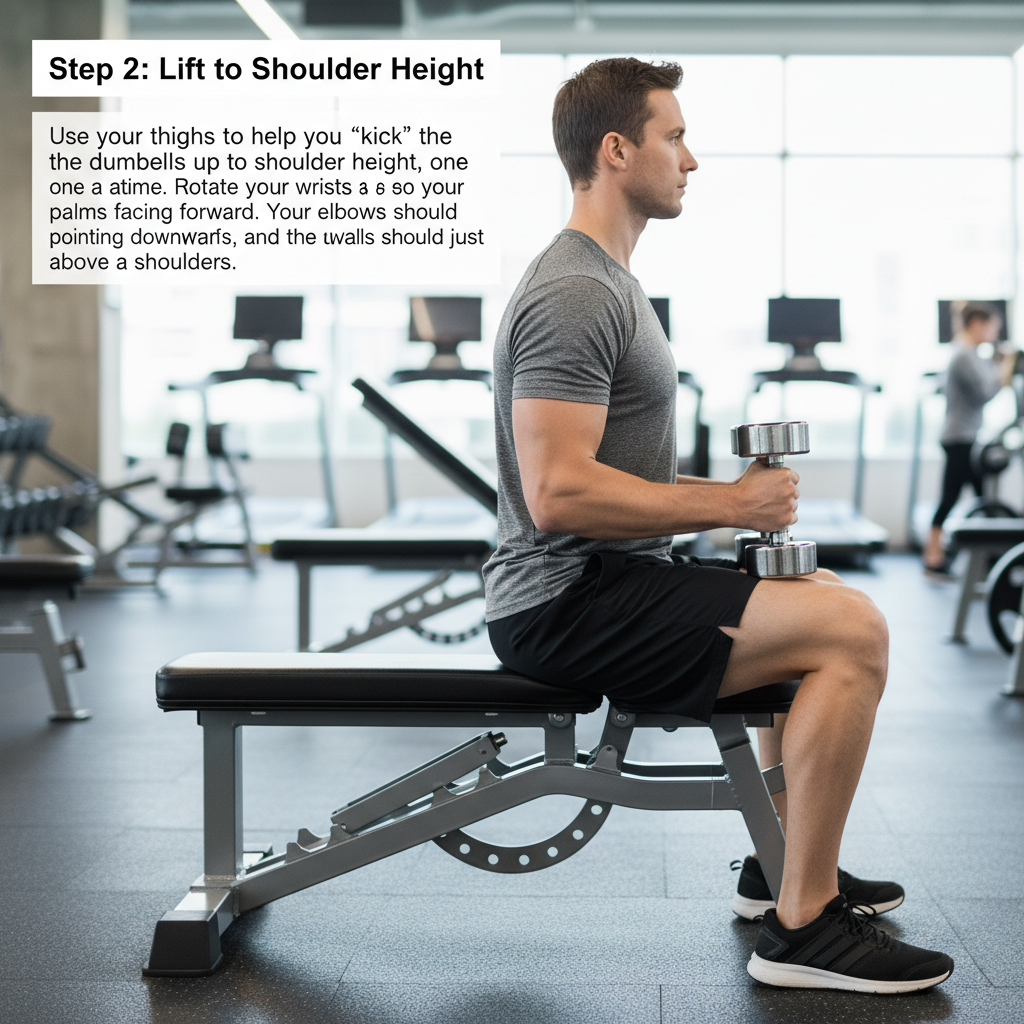 Step 2: Lift to Shoulder Height
Use your thighs to help you “kick” the
the dumbells up to shoulder height, one
one a atime. Rotate your wrists a e so your
palms facing forward. Your elbows should
pointing downwarfs, and the should just
above a shoulders.